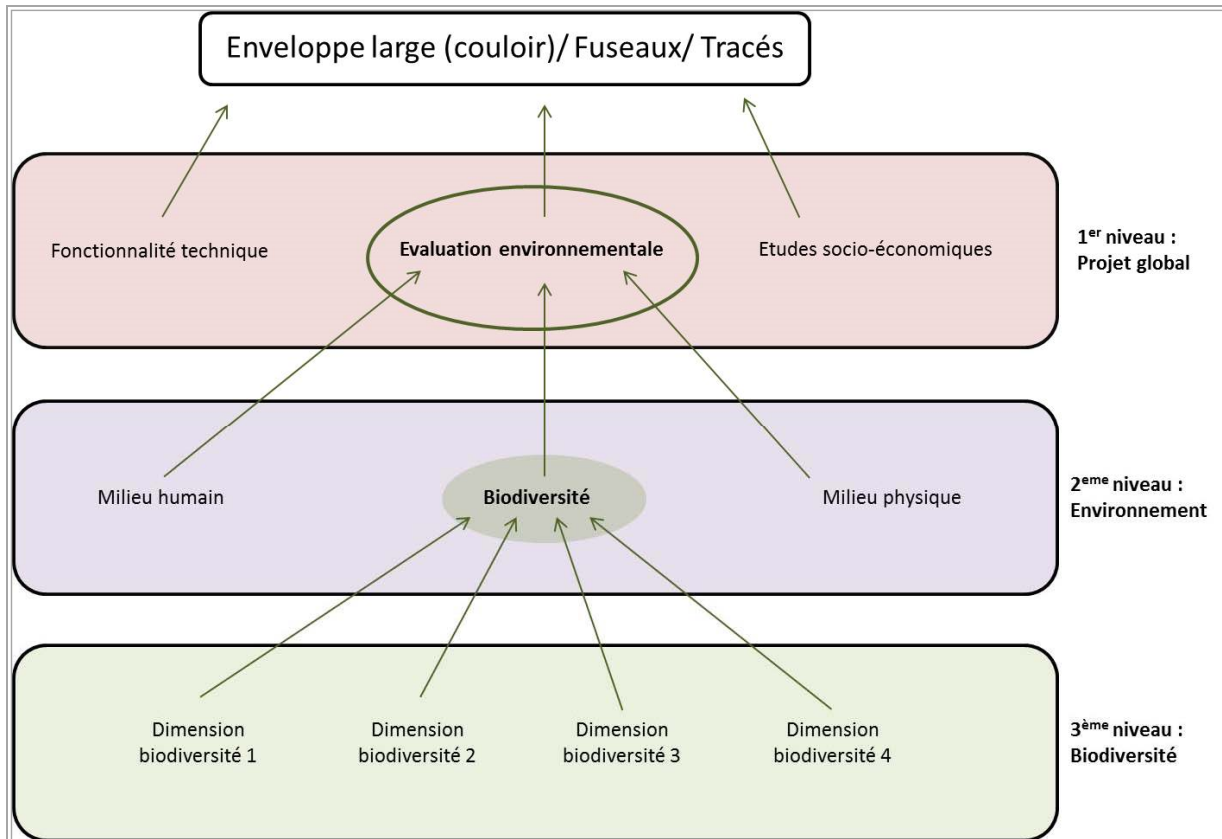 Enveloppe large (couloir)/ Fuseaux/ Tracés
Fonctionnalité technique
Evaluation environnementale
Etudes socio-économiques
1er niveau :
Projet global
Milieu humain
Biodiversité
Milieu physique
2eme niveau :
Environnement
Dimension
biodiversité 1
Dimension
biodiversité 2
Dimension
biodiversité 3
Dimension
biodiversité 4
3ème niveau :
Biodiversité